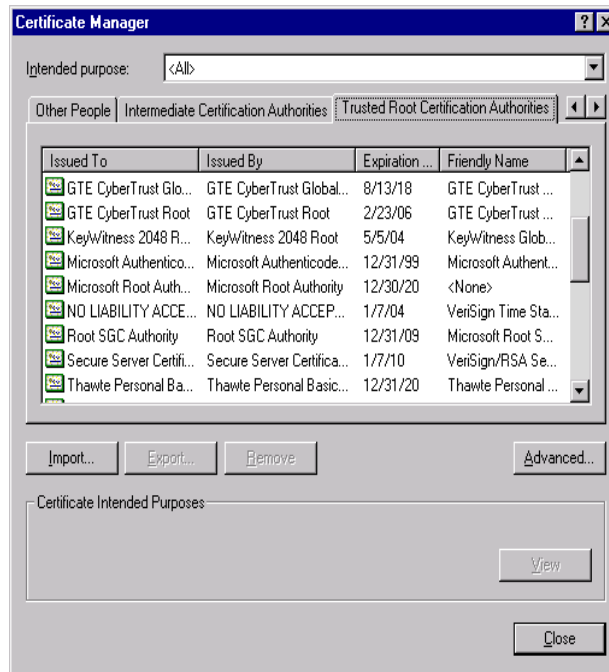 Certificate Manager
Intended purpose: <All>
Other People Intermediate Certification Authorities Trusted Root Certification Authorities
Issued To Issued By Expiration ... Friendly Name
GTE CyberTrust Glo... GTE CyberTrust Global... 8/13/18 GTE CyberTrust ...
GTE CyberTrust Root GTE CyberTrust Root 2/23/06 GTE CyberTrust ...
KeyWitness 2048 R... KeyWitness 2048 Root 5/5/04 KeyWitness Glob...
Microsoft Authentico... Microsoft Authenticode... 12/31/99 Microsoft Authent...
Microsoft Root Auth... Microsoft Root Authority 12/30/20 <None>
NO LIABILITY ACCE... NO LIABILITY ACCEP... 1/7/04 VeriSign Time Sta...
Root SGC Authority Root SGC Authority 12/31/09 Microsoft Root S...
Secure Server Certifi... Secure Server Certifica... 1/7/10 VeriSign/RSA Se...
Thawte Personal Ba... Thawte Personal Basic... 12/31/20 Thawte Personal ...
Import... Export... Remove Advanced...
Certificate Intended Purposes
View
Close